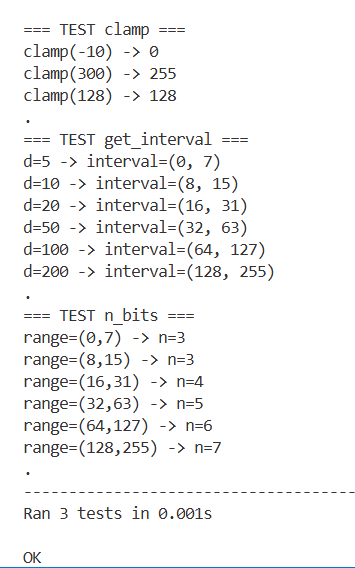 === TEST clamp ===
clamp(-10) -> 0
clamp(300) -> 255
clamp(128) -> 128
.
=== TEST get_interval ===
d=5 -> interval=(0, 7)
d=10 -> interval=(8, 15)
d=20 -> interval=(16, 31)
d=50 -> interval=(32, 63)
d=100 -> interval=(64, 127)
d=200 -> interval=(128, 255)
.
=== TEST n_bits ===
range=(0,7) -> n=3
range=(8,15) -> n=3
range=(16,31) -> n=4
range=(32,63) -> n=5
range=(64,127) -> n=6
range=(128,255) -> n=7
.
-------------------------------------
Ran 3 tests in 0.001s
OK